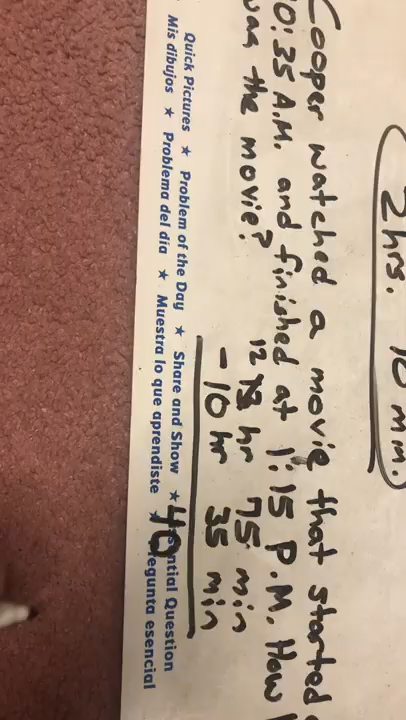 2 hrs. 10 min.
Cooper watched a movie that started
0:35 A.M. and finished at 1:15 P.M. How
was the movie?
12 13 hr 75 min
- 10 hr 35 min
40
Quick Pictures ★ Problem of the Day ★ Share and Show ★ Question
Mis dibujos ★ Problema del día ★ Muestra lo que aprendiste ★ esencial